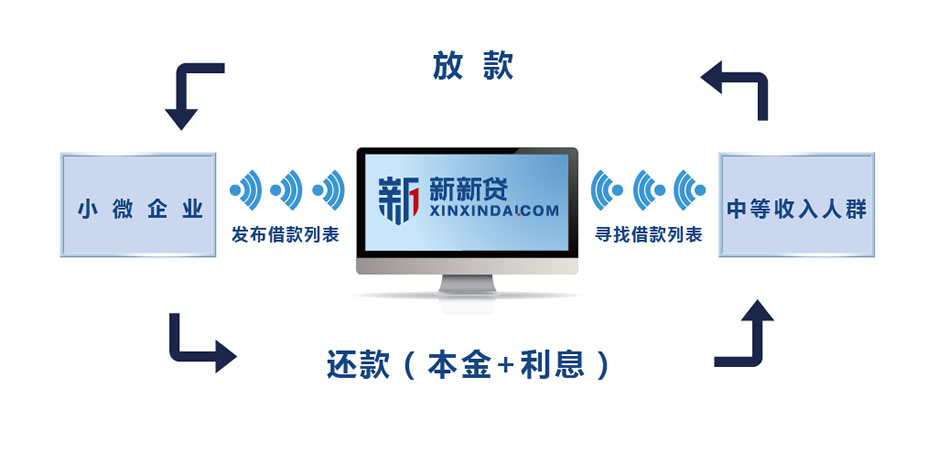 放款
小微企业
发布借款列表
新新贷
XINXINDAI.COM
寻找借款列表
中等收入人群
还款（本金+利息）